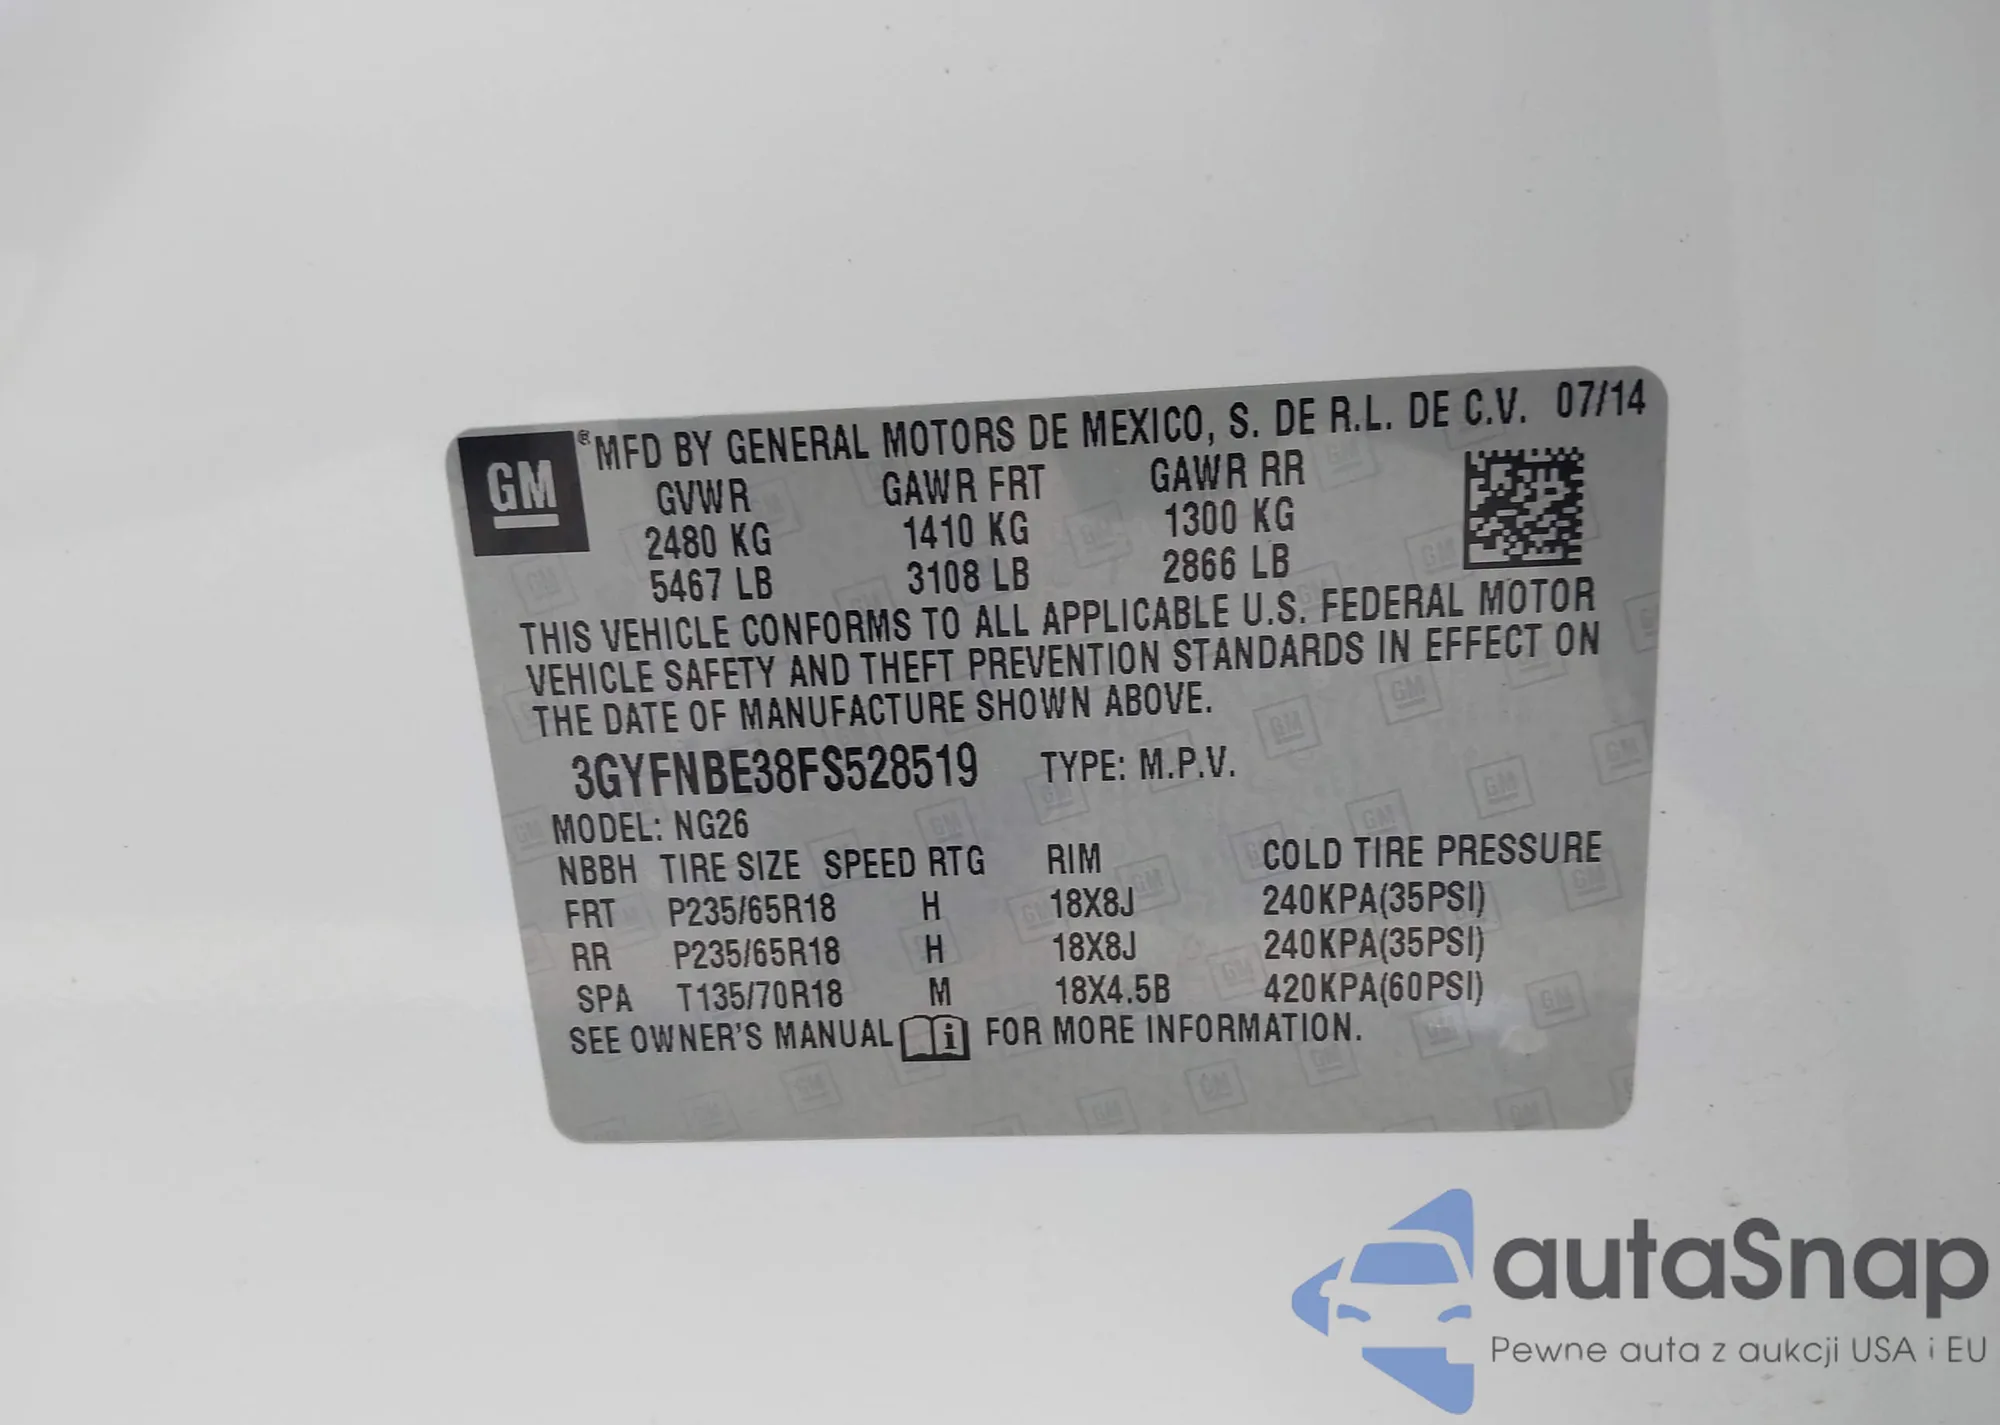 GM
®MFD BY GENERAL MOTORS DE MEXICO, S. DE R.L. DE C.V. 07/14
GVWR GAWR FRT GAWR RR
2480 KG 1410 KG 1300 KG
5467 LB 3108 LB 2866 LB
THIS VEHICLE CONFORMS TO ALL APPLICABLE U.S. FEDERAL MOTOR
VEHICLE SAFETY AND THEFT PREVENTION STANDARDS IN EFFECT ON
THE DATE OF MANUFACTURE SHOWN ABOVE.
3GYFNBE38FS528519 TYPE: M.P.V.
MODEL: NG26
NBBH TIRE SIZE SPEED RTG RIM COLD TIRE PRESSURE
FRT P235/65R18 H 18X8J 240KPA(35PSI)
RR P235/65R18 H 18X8J 240KPA(35PSI)
SPA T135/70R18 M 18X4.5B 420KPA(60PSI)
SEE OWNER'S MANUAL i FOR MORE INFORMATION.
autaSnap
Pewne auta z aukcji USA i EU